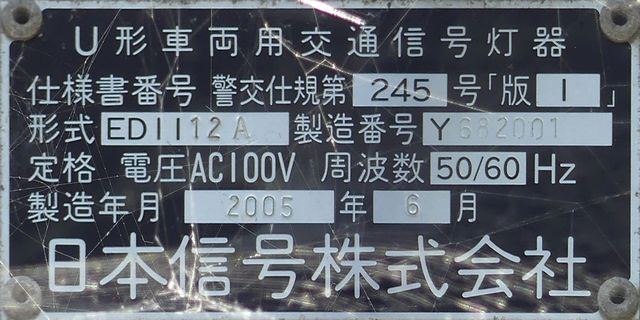 U形車両用交通信号灯器
仕様書番号 警交仕規第 245 号「版 1 」
形式 ED1112A 製造番号 Y682001
定格 電圧AC100V 周波数 50/60 Hz
製造年月 2005 年 6 月
日本信号株式会社